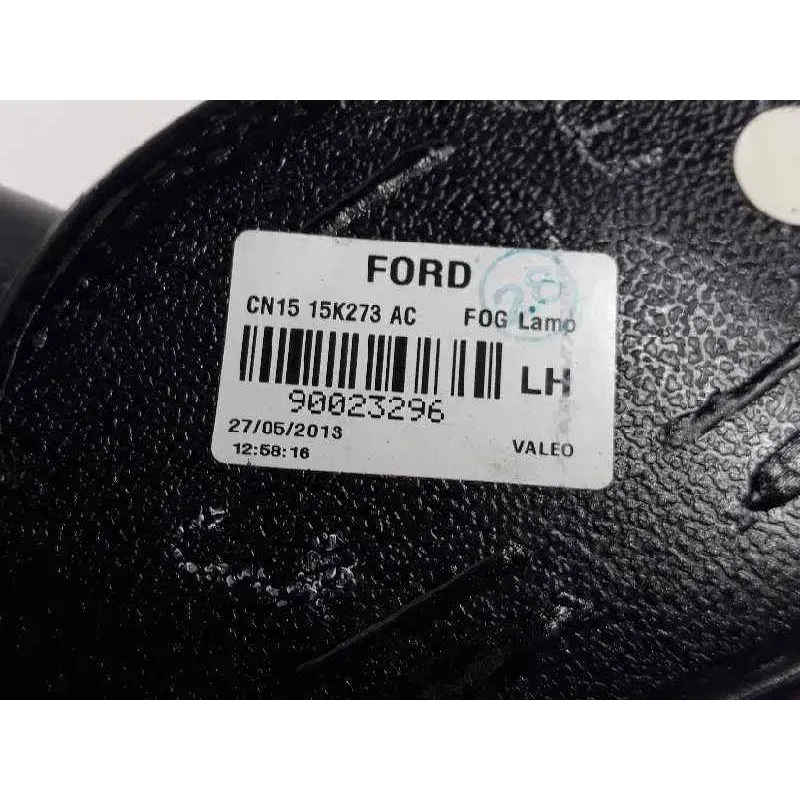 FORD
CN15 15K273 AC FOG Lamp
LH
90023296
27/05/2013
12:58:16 VALEO